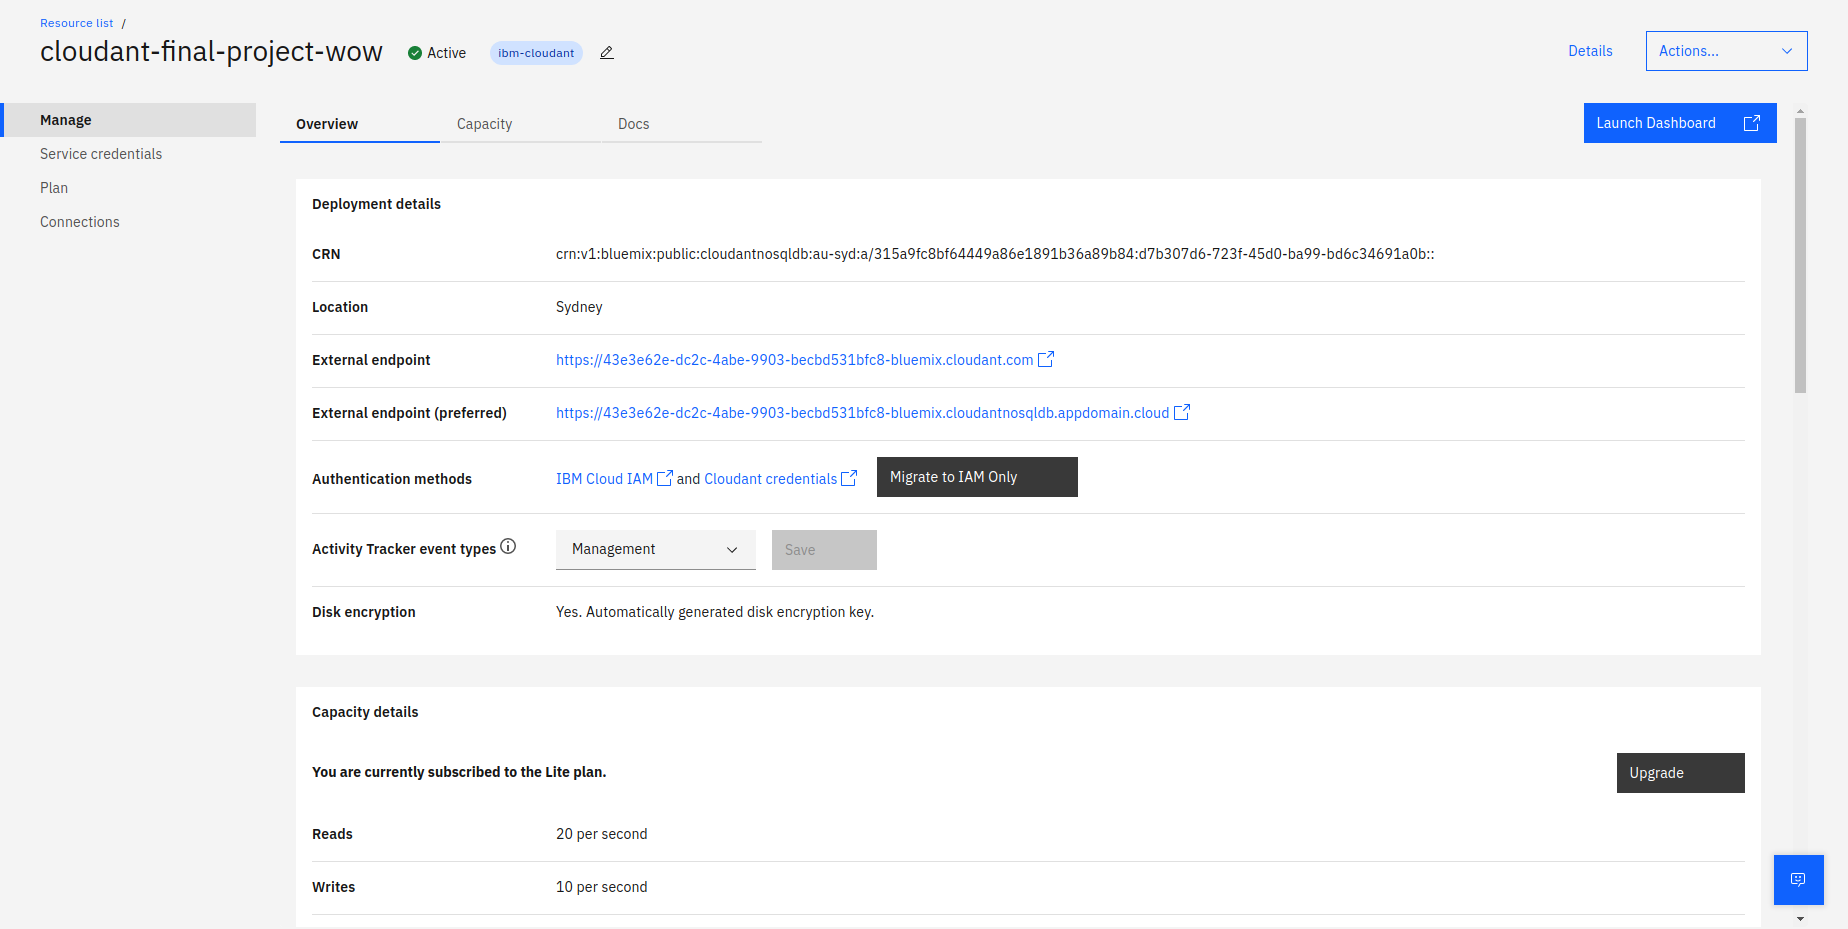 Resource list /
cloudant-final-project-wow
Active
ibm-cloudant
Details
Actions...
Manage
Service credentials
Plan
Connections
Overview
Capacity
Docs
Launch Dashboard
Deployment details
CRN crn:v1:bluemix:public:cloudantnosqldb:au-syd:a/315a9fc8bf64449a86e1891b36a89b84:d7b307d6-723f-45d0-ba99-bd6c34691a0b::
Location Sydney
External endpoint https://43e3e62e-dc2c-4abe-9903-becbd531bfc8-bluemix.cloudant.com
External endpoint (preferred) https://43e3e62e-dc2c-4abe-9903-becbd531bfc8-bluemix.cloudantnosqldb.appdomain.cloud
Authentication methods IBM Cloud IAM and Cloudant credentials Migrate to IAM Only
Activity Tracker event types Management Save
Disk encryption Yes. Automatically generated disk encryption key.
Capacity details
You are currently subscribed to the Lite plan. Upgrade
Reads 20 per second
Writes 10 per second